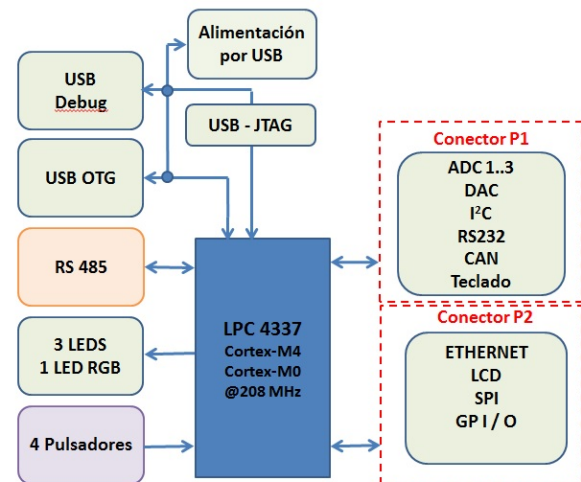 Alimentación
por USB
USB
Debug
USB - JTAG
USB OTG
RS 485
3 LEDS
1 LED RGB
4 Pulsadores
LPC 4337
Cortex-M4
Cortex-M0
@208 MHz
Conector P1
ADC 1..3
DAC
I²C
RS232
CAN
Teclado
Conector P2
ETHERNET
LCD
SPI
GP I / O